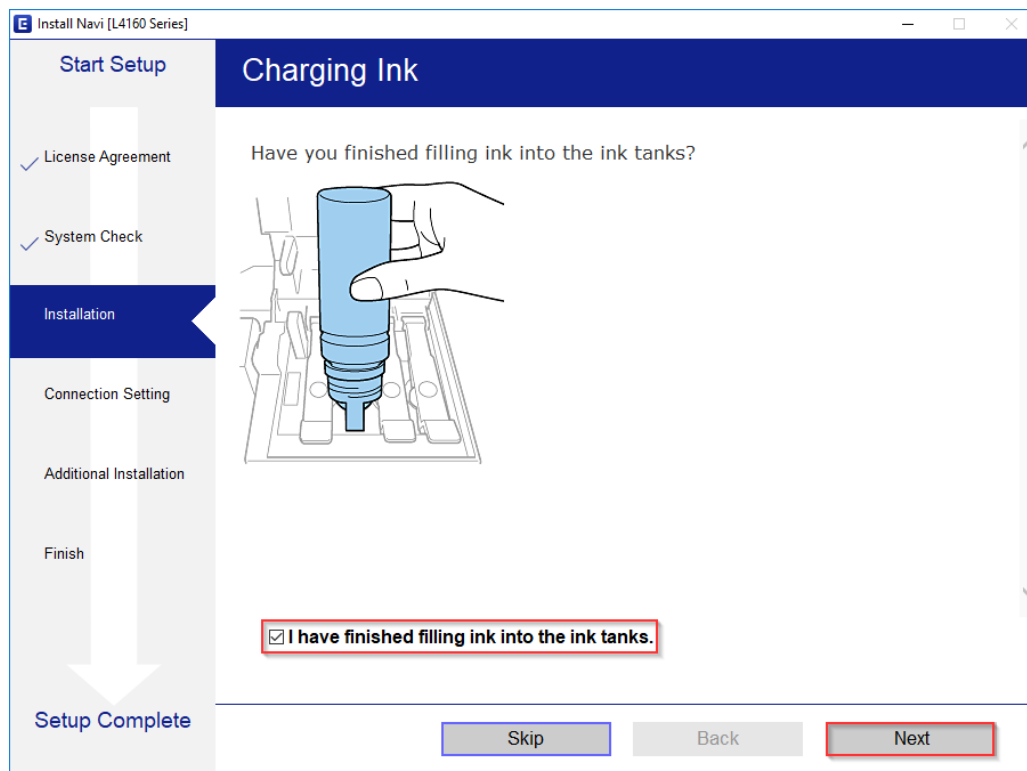 E Install Navi [L4160 Series]
Start Setup
Charging Ink
License Agreement
System Check
Installation
Connection Setting
Additional Installation
Finish
Setup Complete
Have you finished filling ink into the ink tanks?
I have finished filling ink into the ink tanks.
Skip
Back
Next